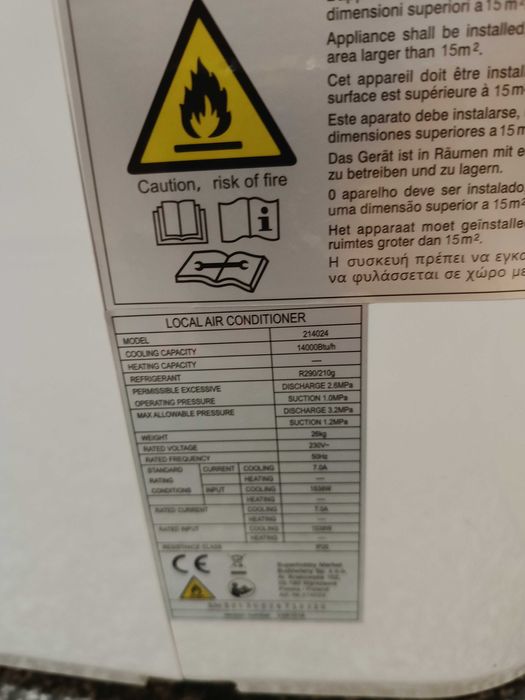 dimensioni superiori a 15 m
Appliance shall be installed
area larger than 15m².
Cet appareil doit être instal
surface est supérieure à 15 m
Este aparato debe instalarse,
dimensiones superiores a 15 m
Das Gerät ist in Räumen mit e
zu betreiben und zu lagern.
0 aparelho deve ser instalado
uma dimensão superior a 15m²
Het apparaat moet geïnstalle
ruimtes groter dan 15m².
Η συσκευή πρέπει να εγκα
να φυλάσσεται σε χώρο με
Caution, risk of fire
LOCAL AIR CONDITIONER
MODEL 214024
COOLING CAPACITY 14000Btu/h
HEATING CAPACITY —
REFRIGERANT R290/210g
PERMISSIBLE EXCESSIVE DISCHARGE 2.6MPa
OPERATING PRESSURE SUCTION 1.0MPa
MAX ALLOWABLE PRESSURE DISCHARGE 3.2MPa
SUCTION 1.2MPa
WEIGHT 26kg
RATED VOLTAGE 230V~
RATED FREQUENCY 50Hz
STANDARD CURRENT COOLING 7.0A
RATING HEATING —
CONDITIONS INPUT COOLING 1538W
HEATING —
RATED CURRENT COOLING 7.0A
HEATING —
RATED INPUT COOLING 1538W
HEATING —
RESISTANCE CLASS
CE